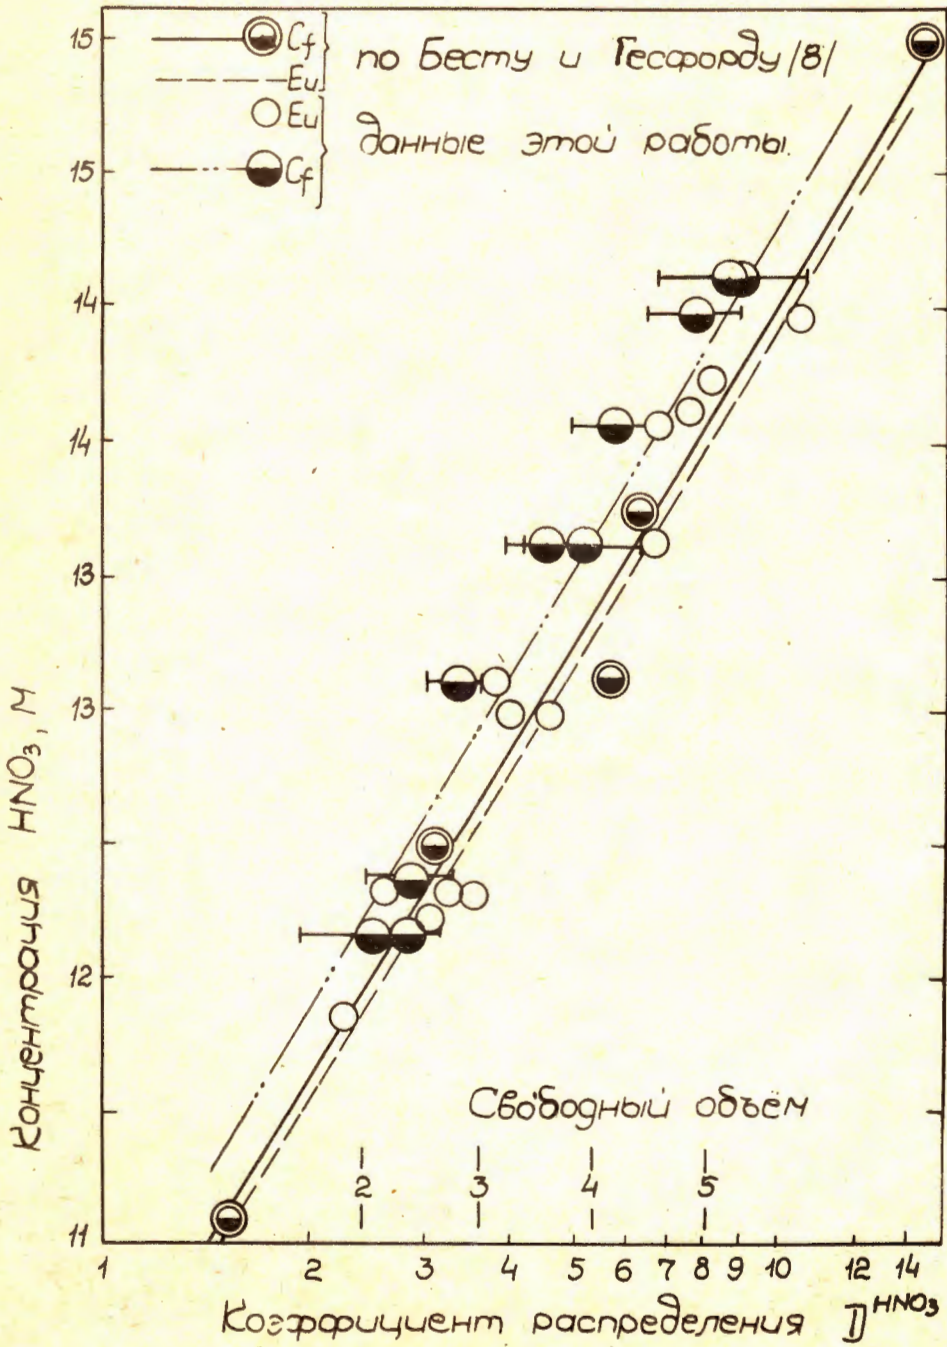 Cf
Eu
по Бесту и Гесфорду /8/
Eu
Cf
данные этой работы.
15
15
14
14
13
13
12
11
Концентрация HNO3, М
Свободный объём
2 3 4 5
1 2 3 4 5 6 7 8 9 10 12 14
Коэффициент распределения D HNO3